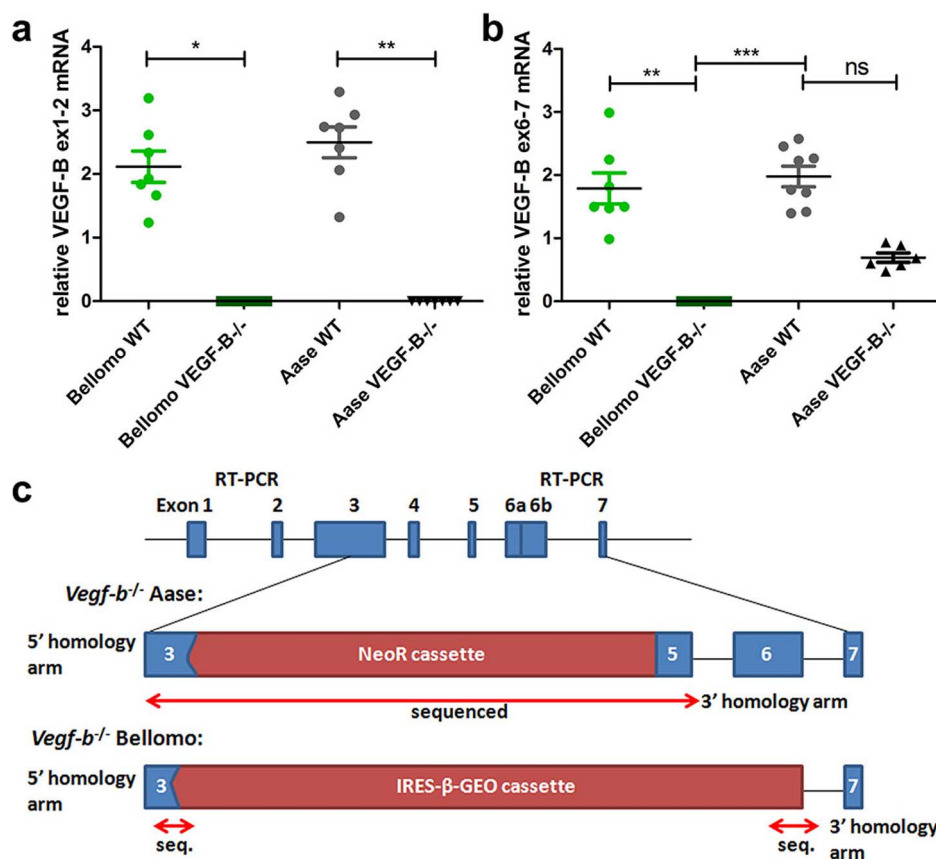 a
relative VEGF-B ex1-2 mRNA
4
3
2
1
0
*
**
Bellomo WT
Bellomo VEGF-B-/-
Aase WT
Aase VEGF-B-/-
b
relative VEGF-B ex6-7 mRNA
4
3
2
1
0
**
***
ns
Bellomo WT
Bellomo VEGF-B-/-
Aase WT
Aase VEGF-B-/-
c
RT-PCR RT-PCR
Exon 1 2 3 4 5 6a 6b 7
Vegf-b-/- Aase:
5' homology
arm
3 NeoR cassette 5 6 7
sequenced
3' homology arm
Vegf-b-/- Bellomo:
5' homology
arm
3 IRES-β-GEO cassette 7
seq. seq.
3' homology
arm